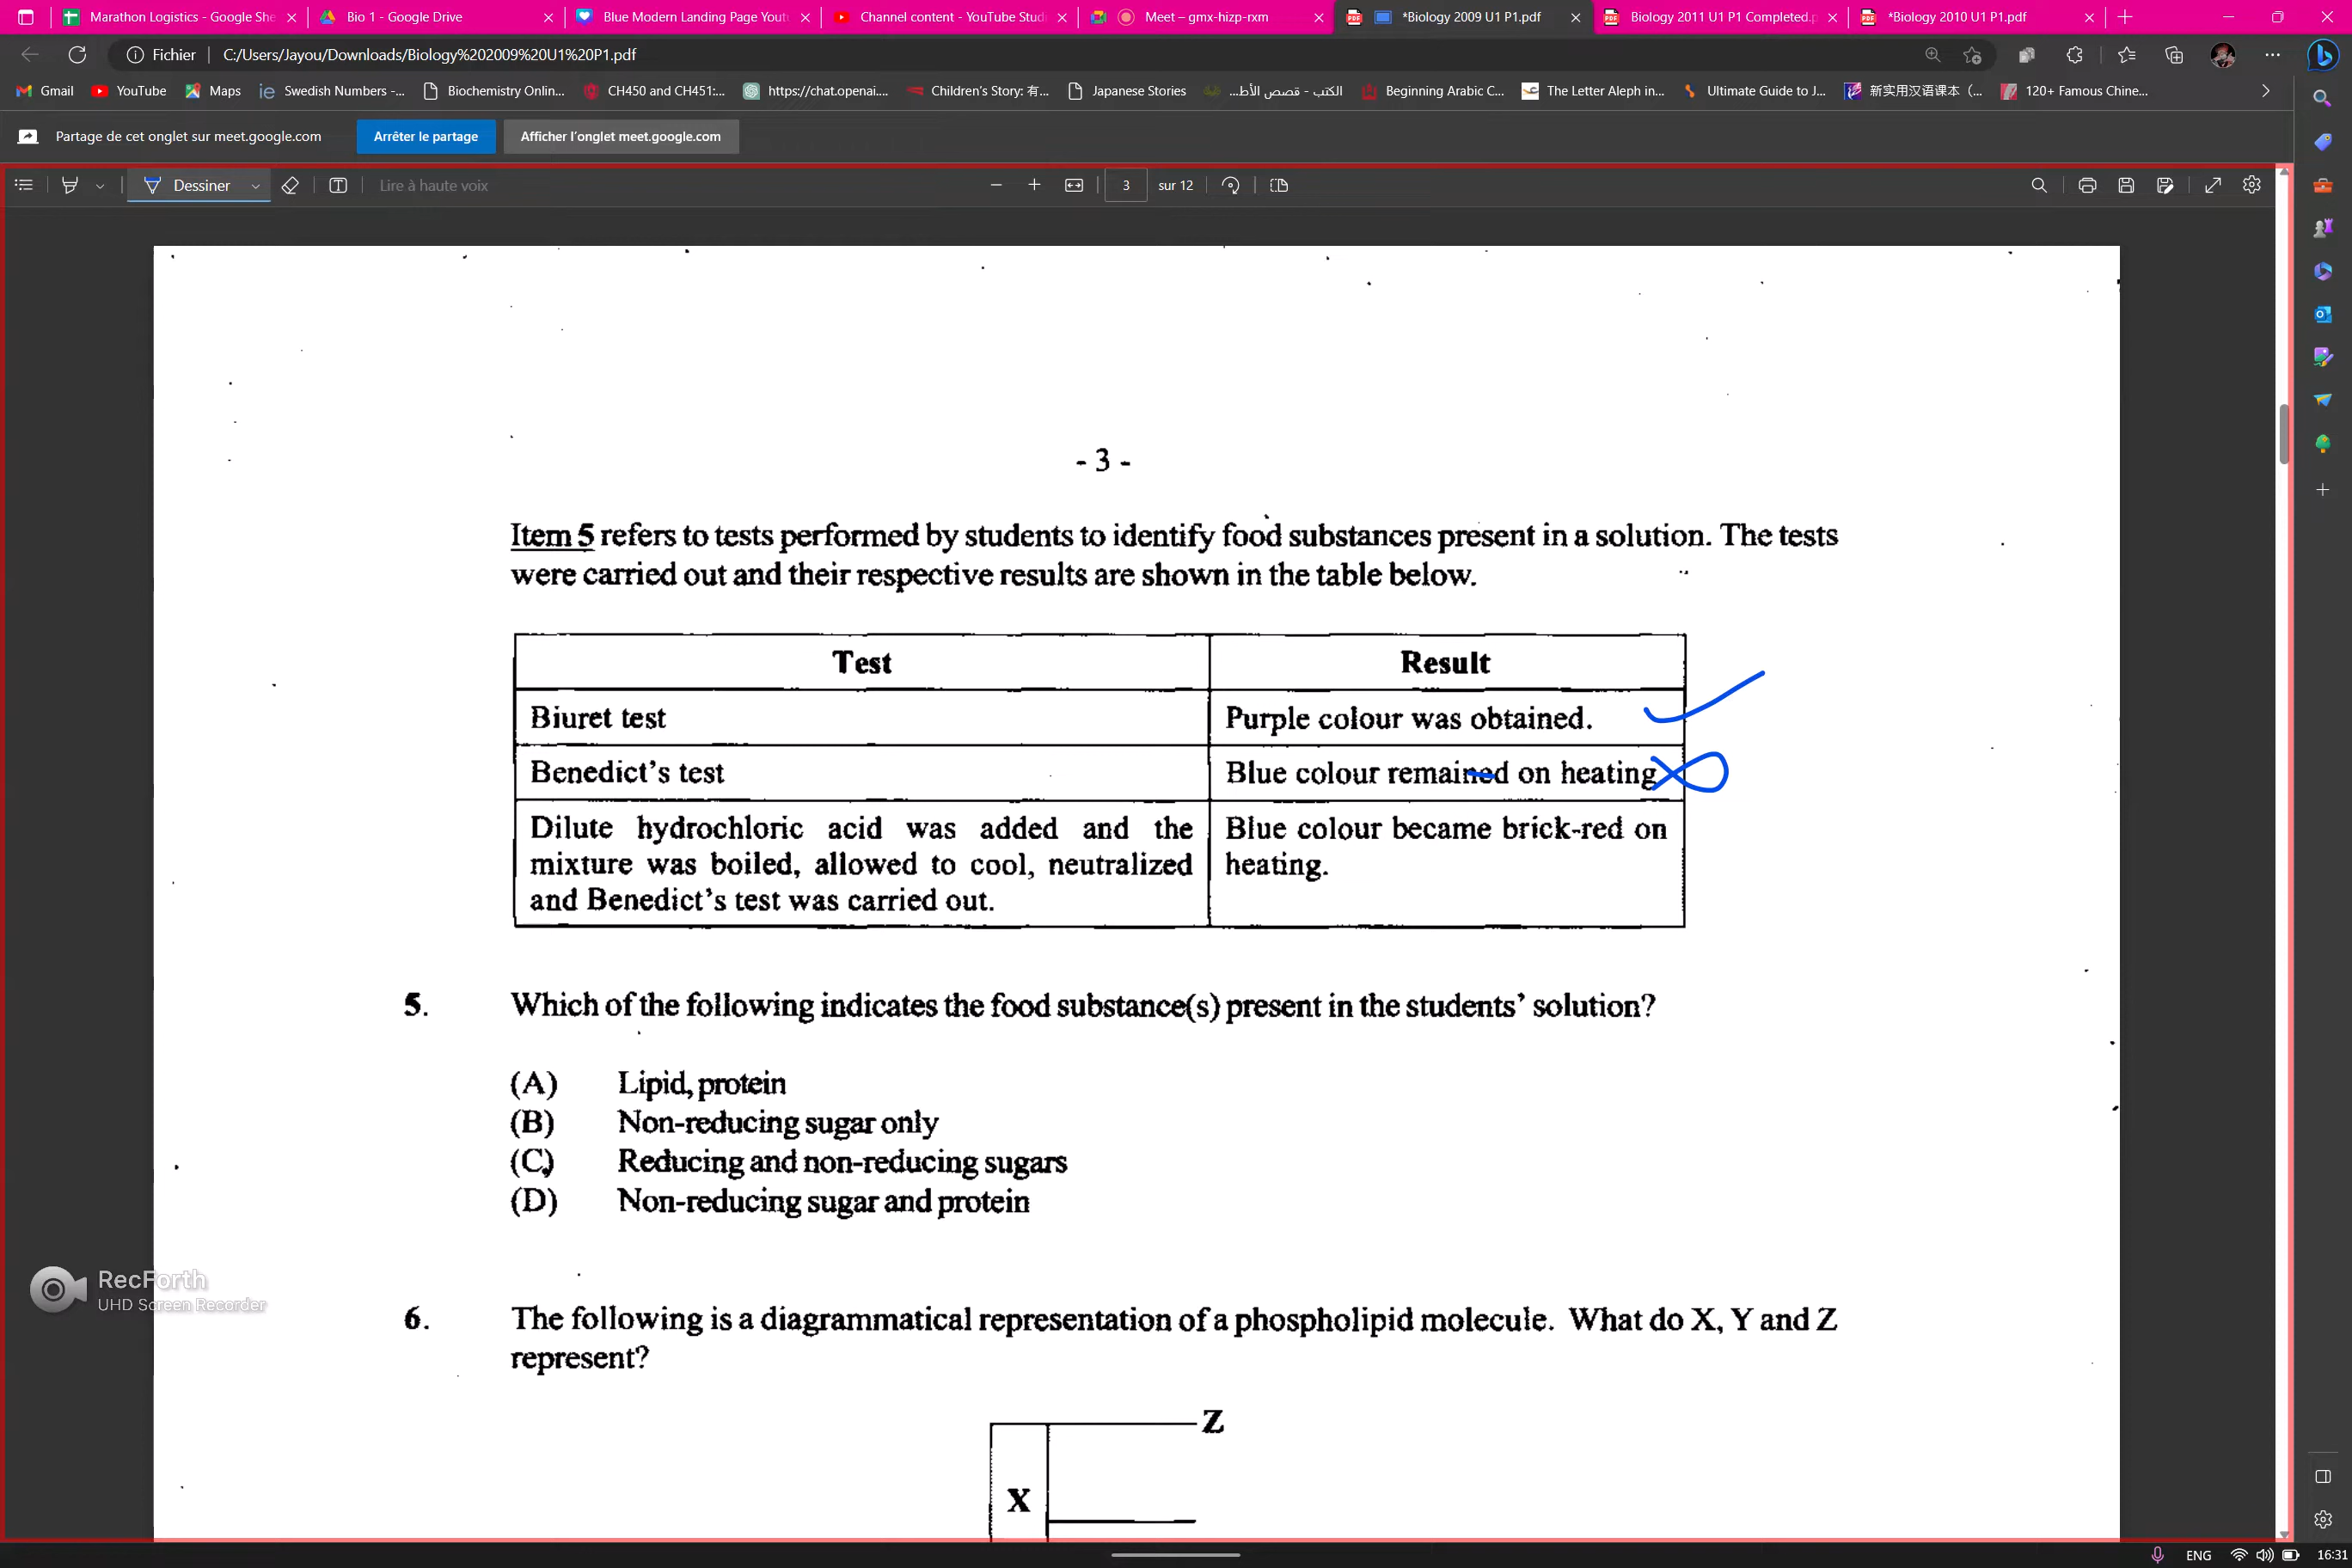 Marathon Logistics - Google She
Bio 1 - Google Drive
Blue Modern Landing Page Yout
Channel content - YouTube Stud
Meet – gmx-hizp-rxm
*Biology 2009 U1 P1.pdf
Biology 2011 U1 P1 Completed.p
*Biology 2010 U1 P1.pdf
Fichier
C:/Users/Jayou/Downloads/Biology%202009%20U1%20P1.pdf
Gmail
YouTube
Maps
Swedish Numbers -...
Biochemistry Onlin...
CH450 and CH451:...
https://chat.openai....
Children's Story: 有...
Japanese Stories
الكتب - قصص الأط...
Beginning Arabic C...
The Letter Aleph in...
Ultimate Guide to J...
新实用汉语课本（...
120+ Famous Chine...
Partage de cet onglet sur meet.google.com
Arrêter le partage
Afficher l'onglet meet.google.com
Dessiner
Lire à haute voix
3 sur 12
- 3 -
Item 5 refers to tests performed by students to identify food substances present in a solution. The tests
were carried out and their respective results are shown in the table below.
Test
Result
Biuret test
Purple colour was obtained.
Benedict's test
Blue colour remained on heating
Dilute hydrochloric acid was added and the
mixture was boiled, allowed to cool, neutralized
and Benedict's test was carried out.
Blue colour became brick-red on
heating.
5. Which of the following indicates the food substance(s) present in the students' solution?
(A) Lipid, protein
(B) Non-reducing sugar only
(C) Reducing and non-reducing sugars
(D) Non-reducing sugar and protein
RecForth
UHD Screen Recorder
6. The following is a diagrammatical representation of a phospholipid molecule. What do X, Y and Z
represent?
Z
X
ENG
16:31